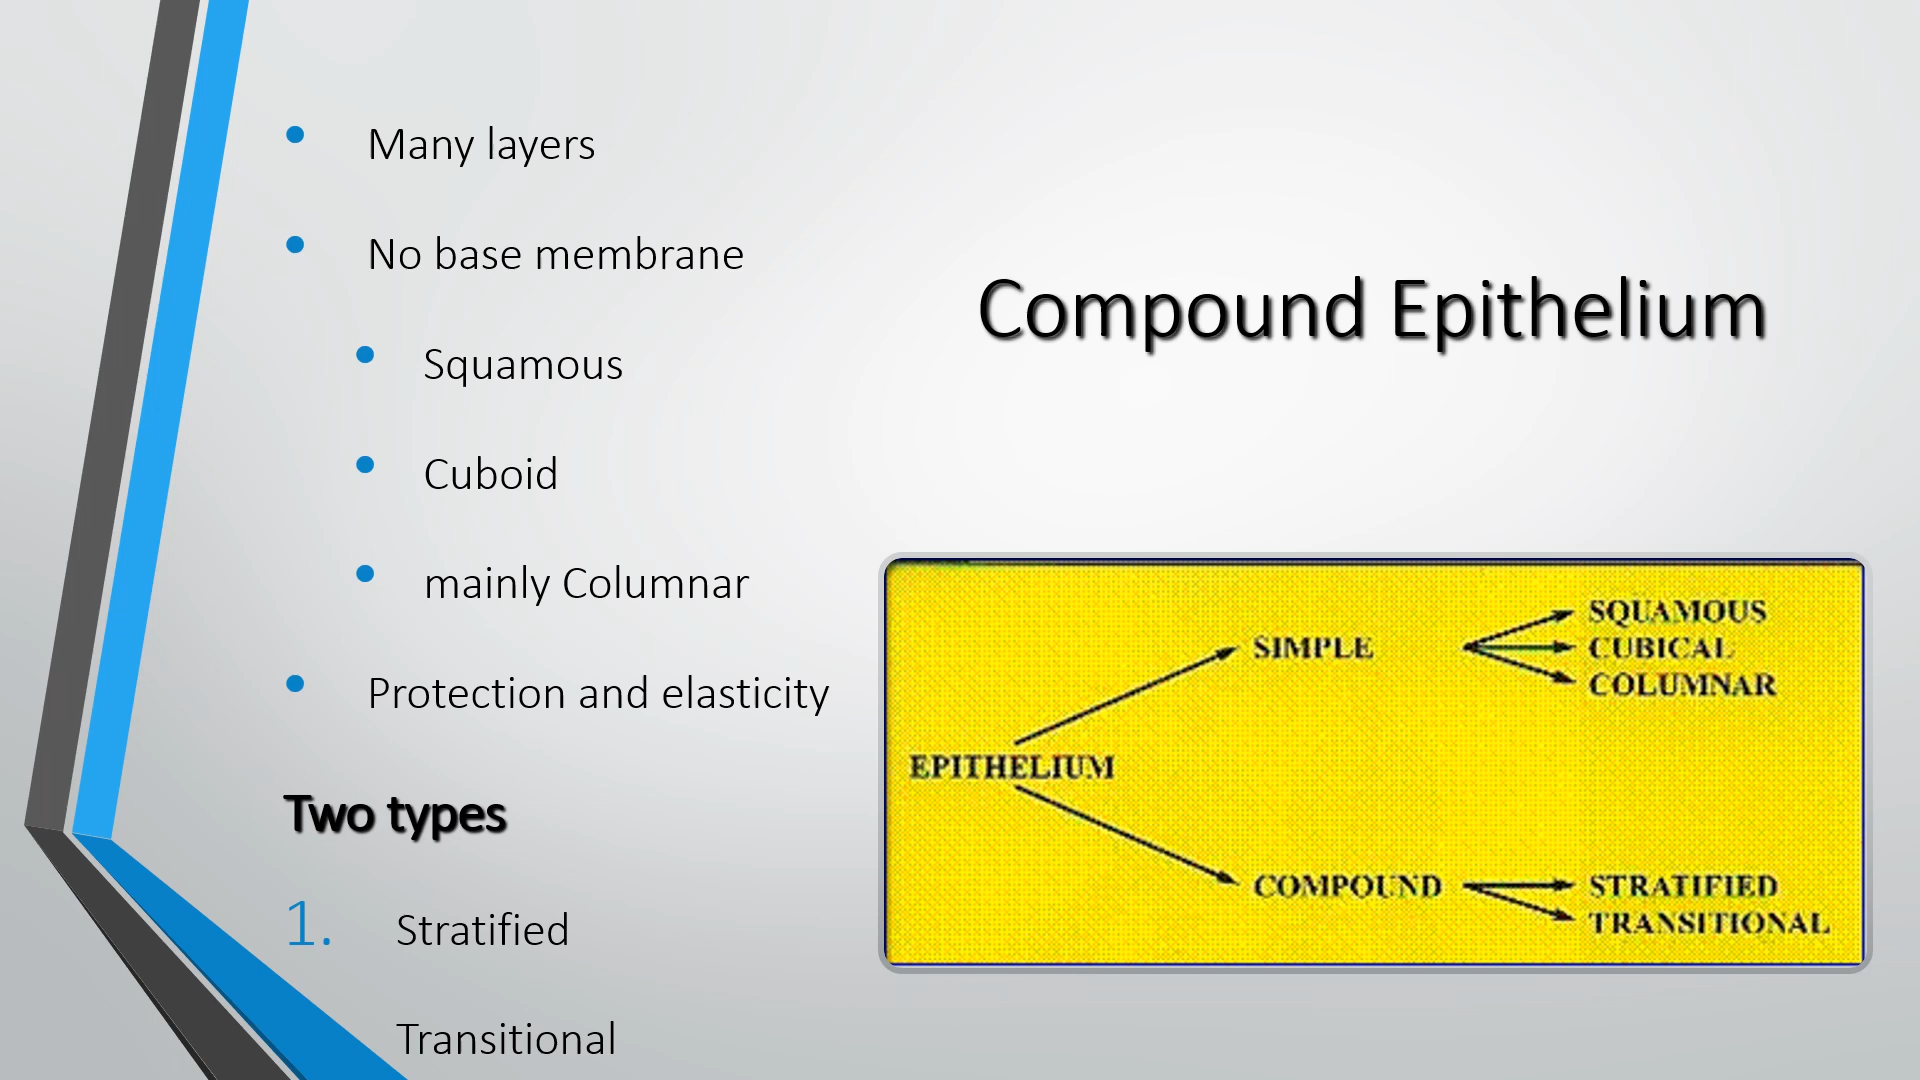 • Many layers
• No base membrane
• Squamous
• Cuboid
• mainly Columnar
• Protection and elasticity
Two types
1. Stratified
Transitional
Compound Epithelium
EPITHELIUM
SIMPLE
SQUAMOUS
CUBICAL
COLUMNAR
COMPOUND
STRATIFIED
TRANSITIONAL